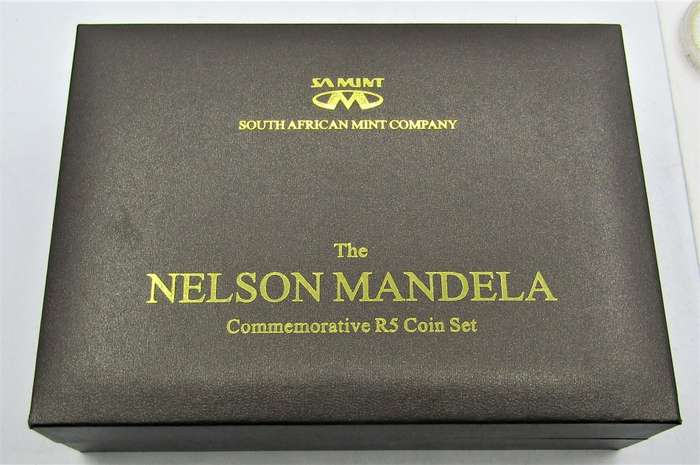 SA MINT
SOUTH AFRICAN MINT COMPANY
The
NELSON MANDELA
Commemorative R5 Coin Set